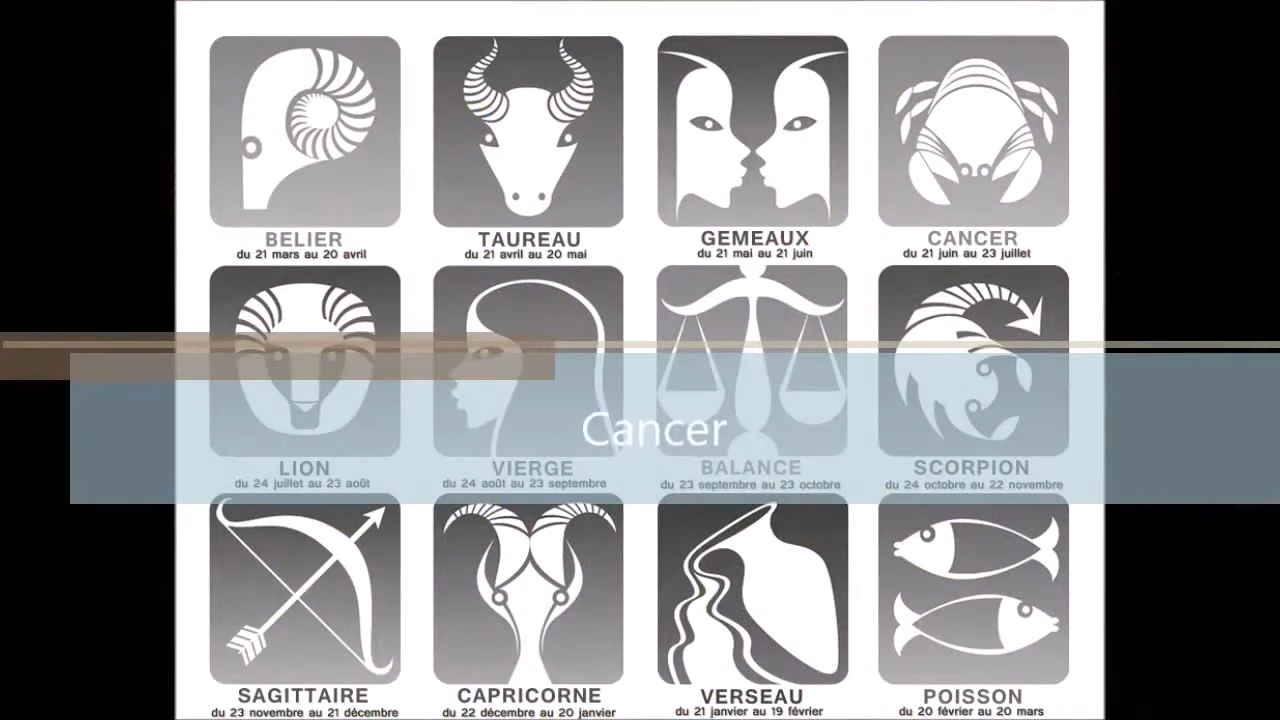 BELIER
du 21 mars au 20 avril
TAUREAU
du 21 avril au 20 mai
GEMEAUX
du 21 mai au 21 juin
CANCER
du 21 juin au 23 juillet
Cancer
LION
du 24 juillet au 23 août
VIERGE
du 24 août au 23 septembre
BALANCE
du 23 septembre au 23 octobre
SCORPION
du 24 octobre au 22 novembre
SAGITTAIRE
du 23 novembre au 21 décembre
CAPRICORNE
du 22 décembre au 20 janvier
VERSEAU
du 21 janvier au 19 février
POISSON
du 20 février au 20 mars